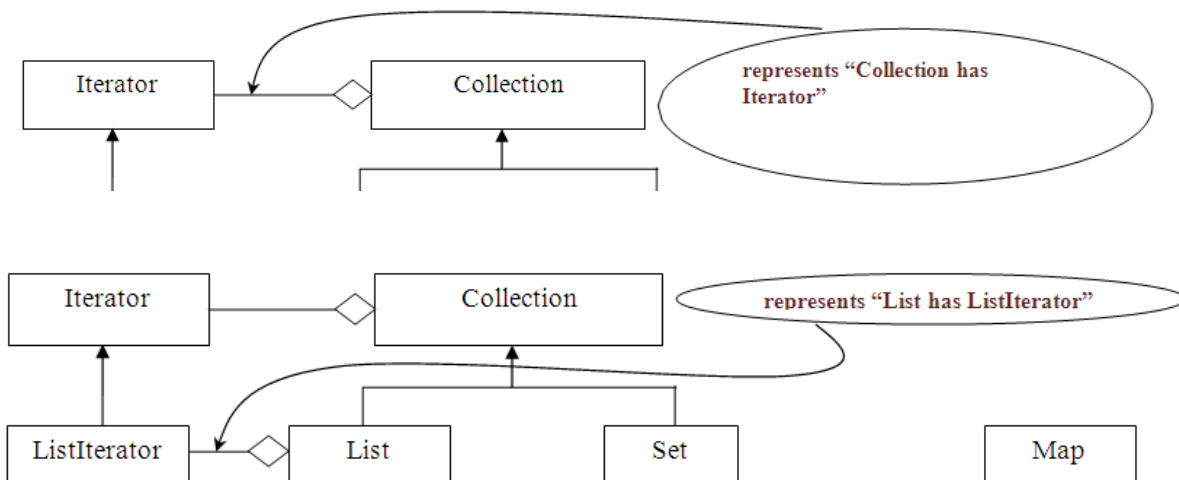 Iterator
Collection
represents “Collection has
Iterator”
Iterator
Collection
represents “List has ListIterator”
ListIterator
List
Set
Map